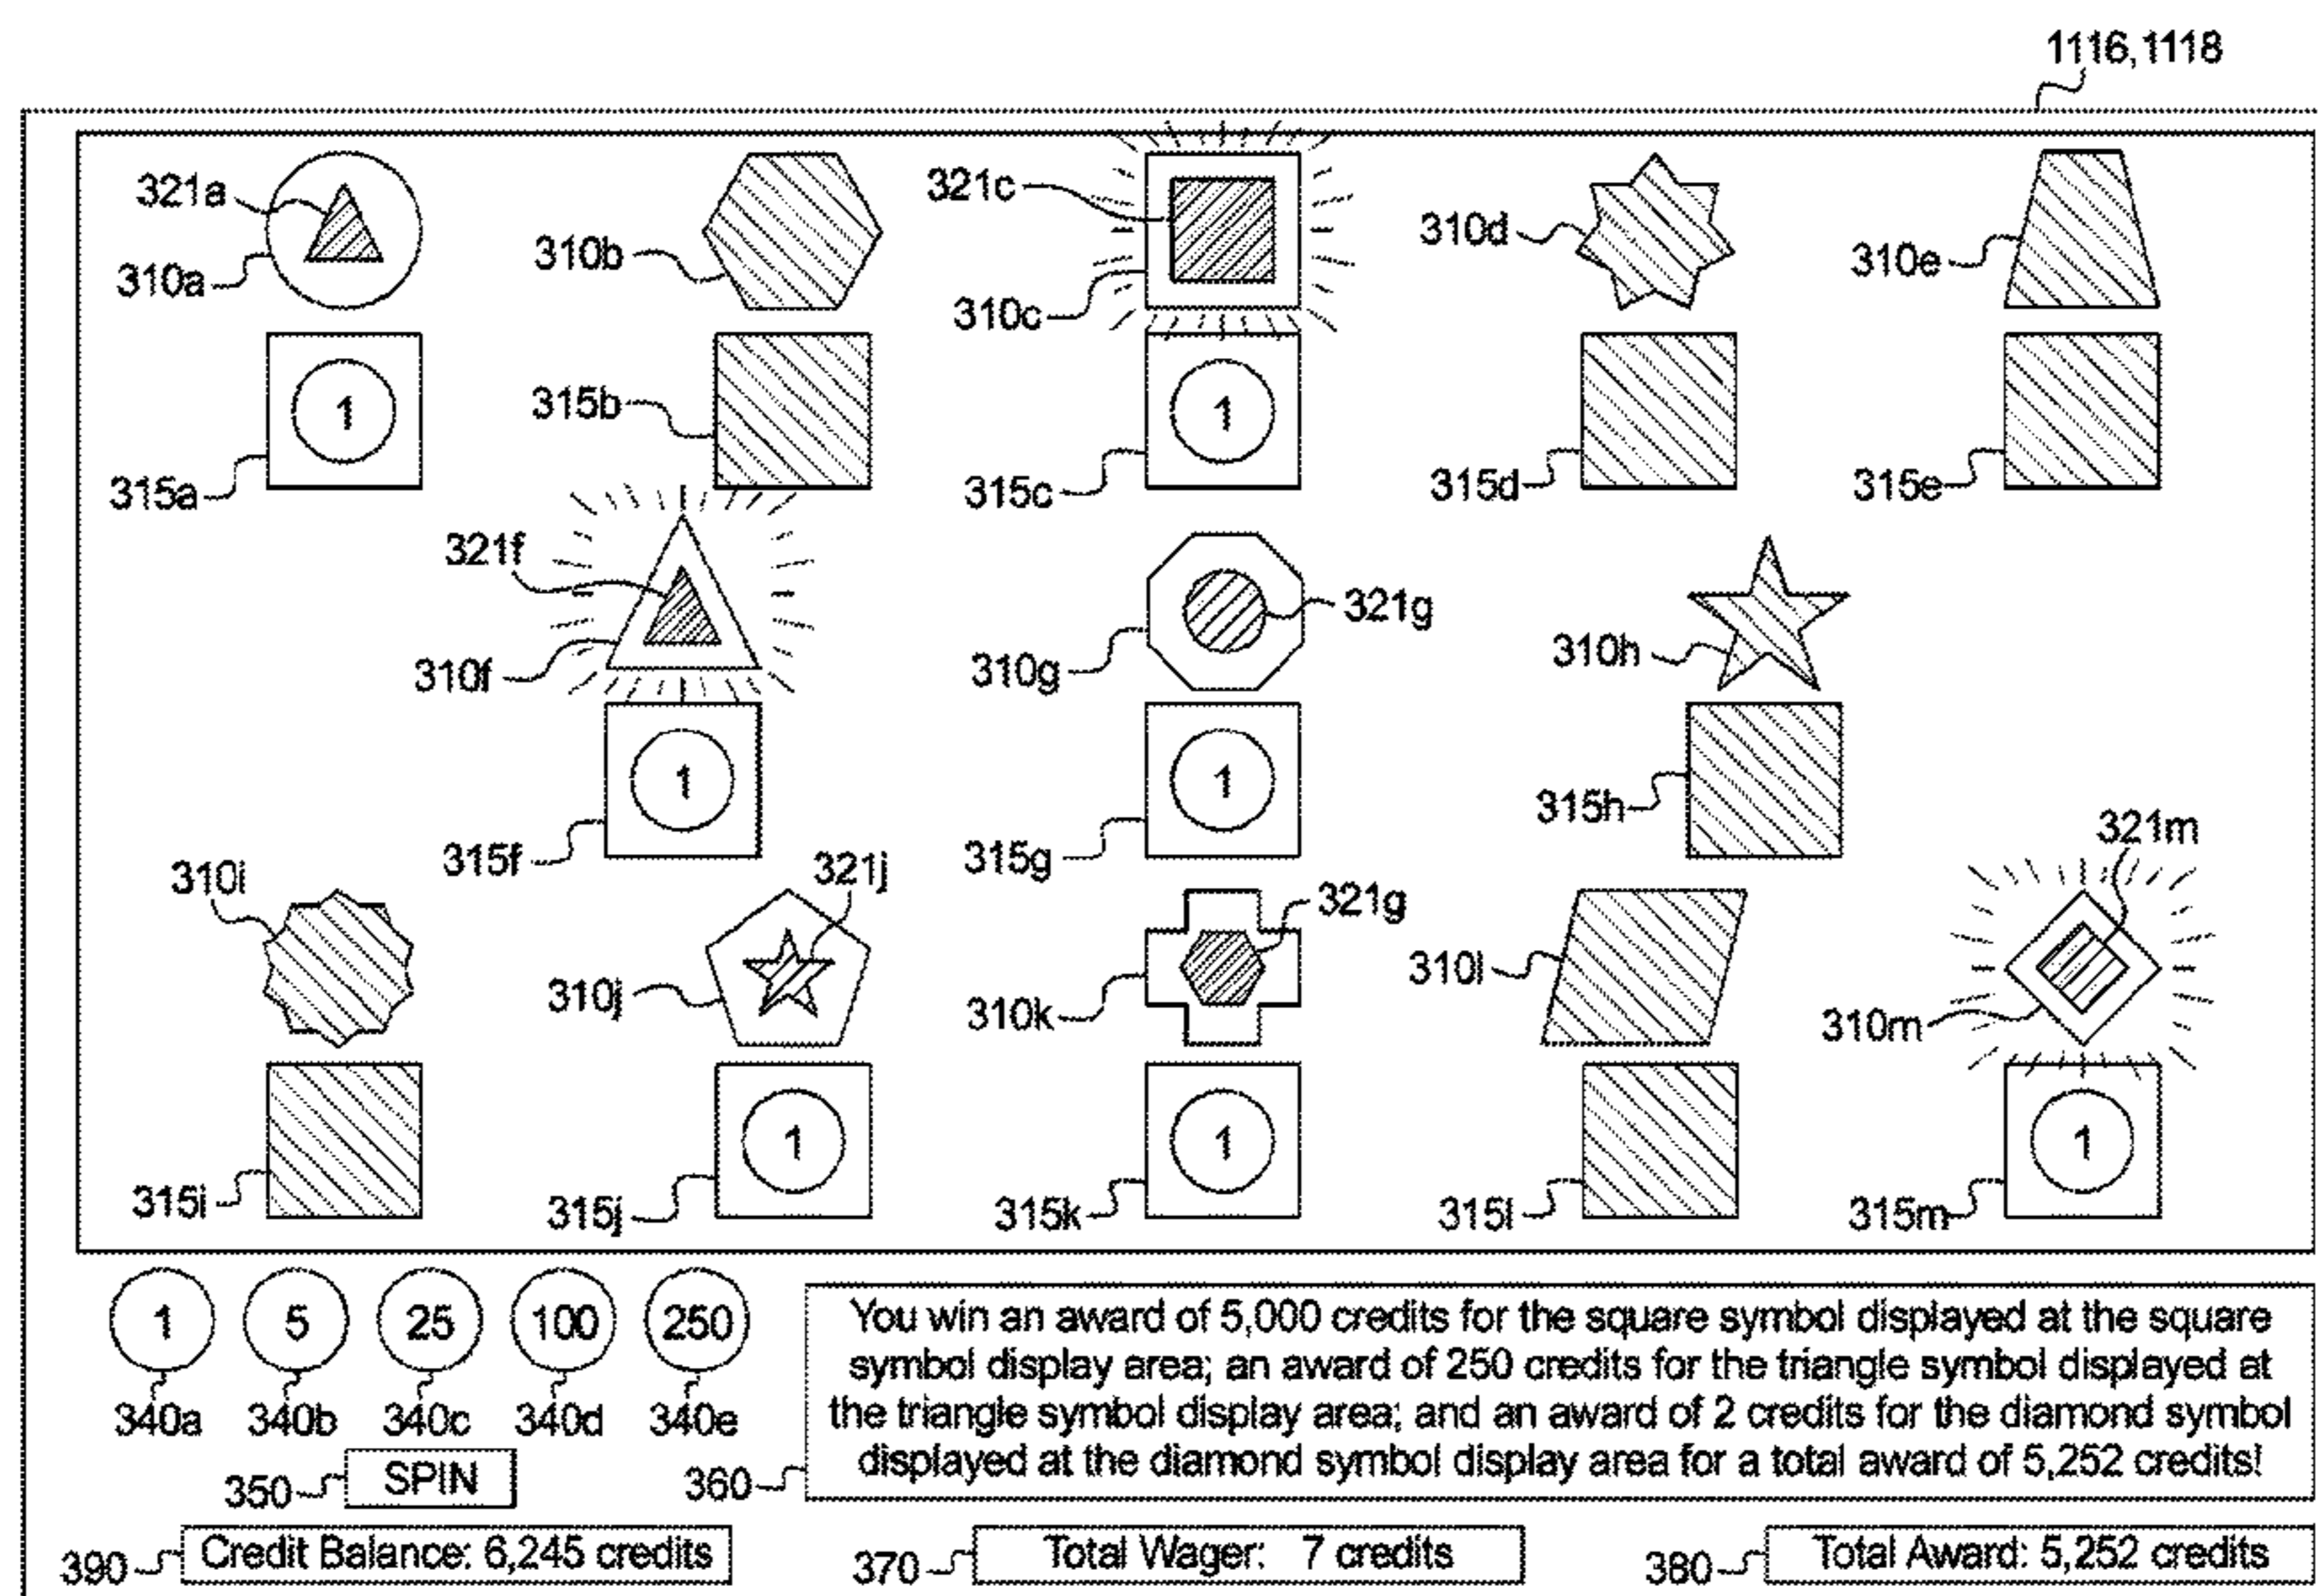 1116,1118
321a
310a
310b
321c
310c
310d
310e
1
1
315a
315b
315c
315d
315e
321f
310f
310g
321g
310h
1
1
315f
315g
315h
321m
310i
321j
310j
321g
310k
310l
310m
1
1
1
315i
315j
315k
315l
315m
1 5 25 100 250
340a 340b 340c 340d 340e
350 SPIN
360
You win an award of 5,000 credits for the square symbol displayed at the square
symbol display area; an award of 250 credits for the triangle symbol displayed at
the triangle symbol display area; and an award of 2 credits for the diamond symbol
displayed at the diamond symbol display area for a total award of 5,252 credits!
390 Credit Balance: 6,245 credits
370 Total Wager: 7 credits
380 Total Award: 5,252 credits